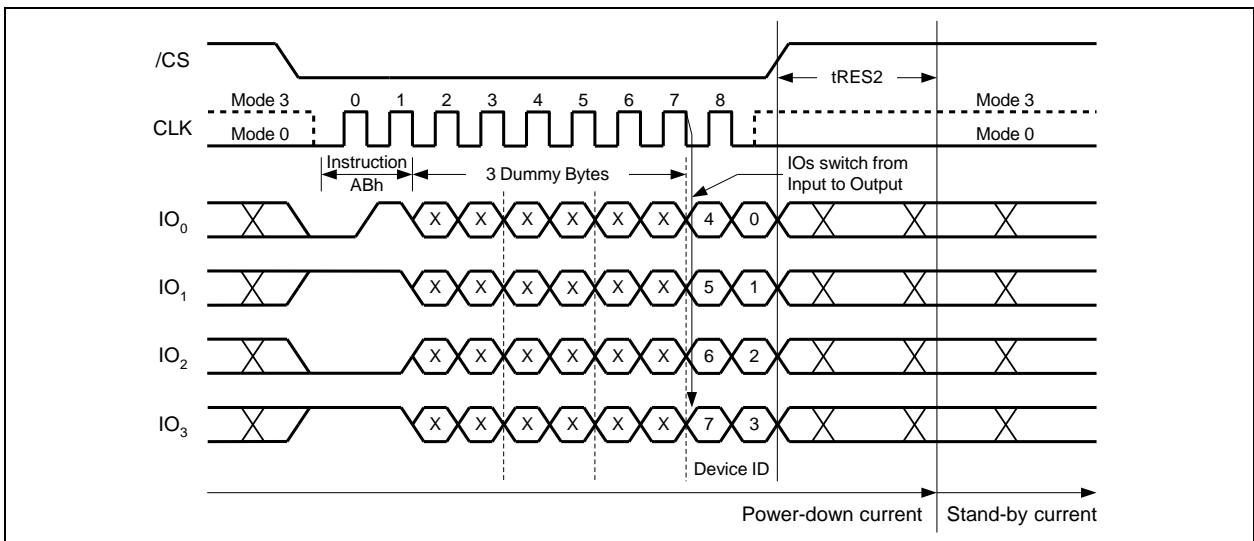 /CS
tRES2
Mode 3 0 1 2 3 4 5 6 7 8 Mode 3
CLK
Mode 0 Mode 0
Instruction
ABh
3 Dummy Bytes
IOs switch from
Input to Output
IO0 X X X X X X 4 0
IO1 X X X X X X 5 1
IO2 X X X X X X 6 2
IO3 X X X X X X 7 3
Device ID
Power-down current Stand-by current